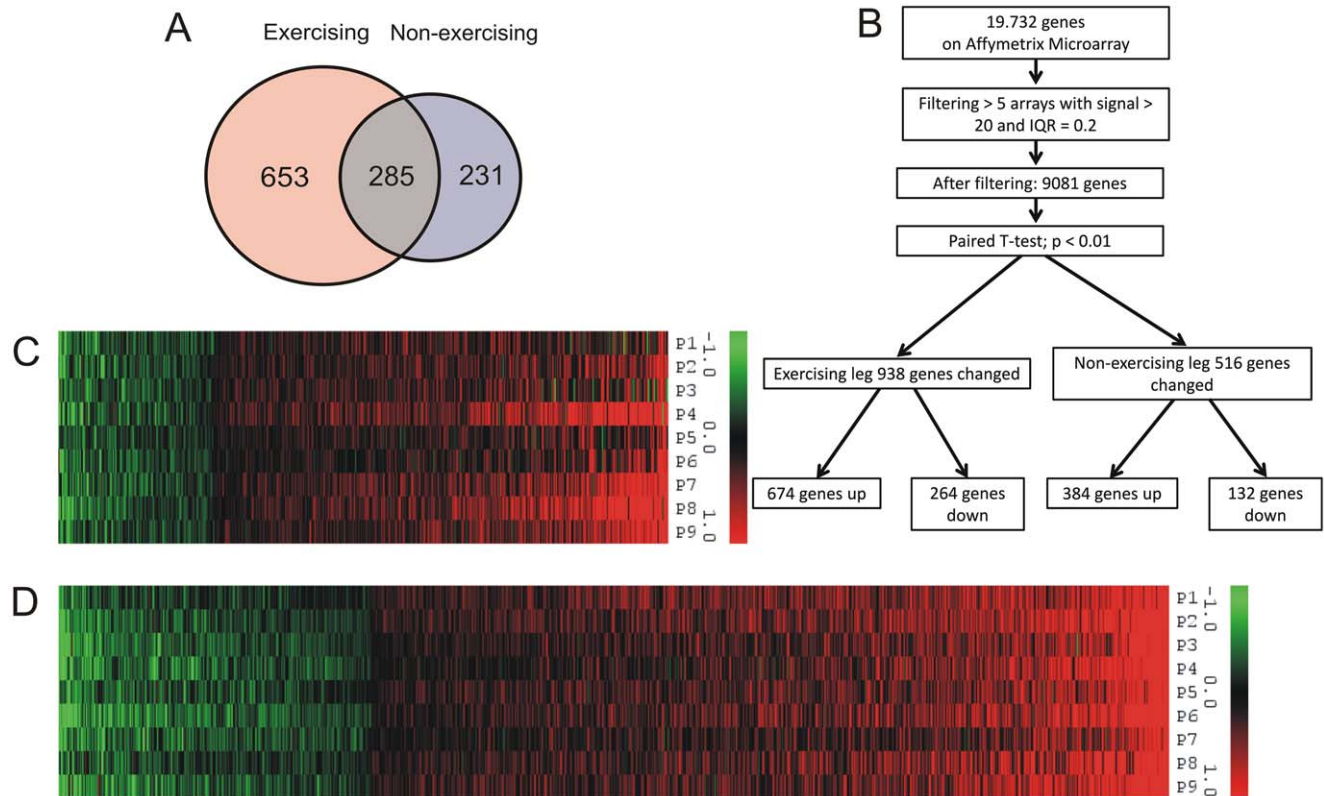 A
Exercising
Non-exercising
653
285
231
B
19.732 genes
on Affymetrix Microarray
Filtering > 5 arrays with signal >
20 and IQR = 0.2
After filtering: 9081 genes
Paired T-test; p < 0.01
Exercising leg 938 genes changed
Non-exercising leg 516 genes
changed
674 genes up
264 genes
down
384 genes up
132 genes
down
C
P1
P2
P3
P4
P5
P6
P7
P8
P9
-1.0
0.0
1.0
D
P1
P2
P3
P4
P5
P6
P7
P8
P9
-1.0
0.0
1.0